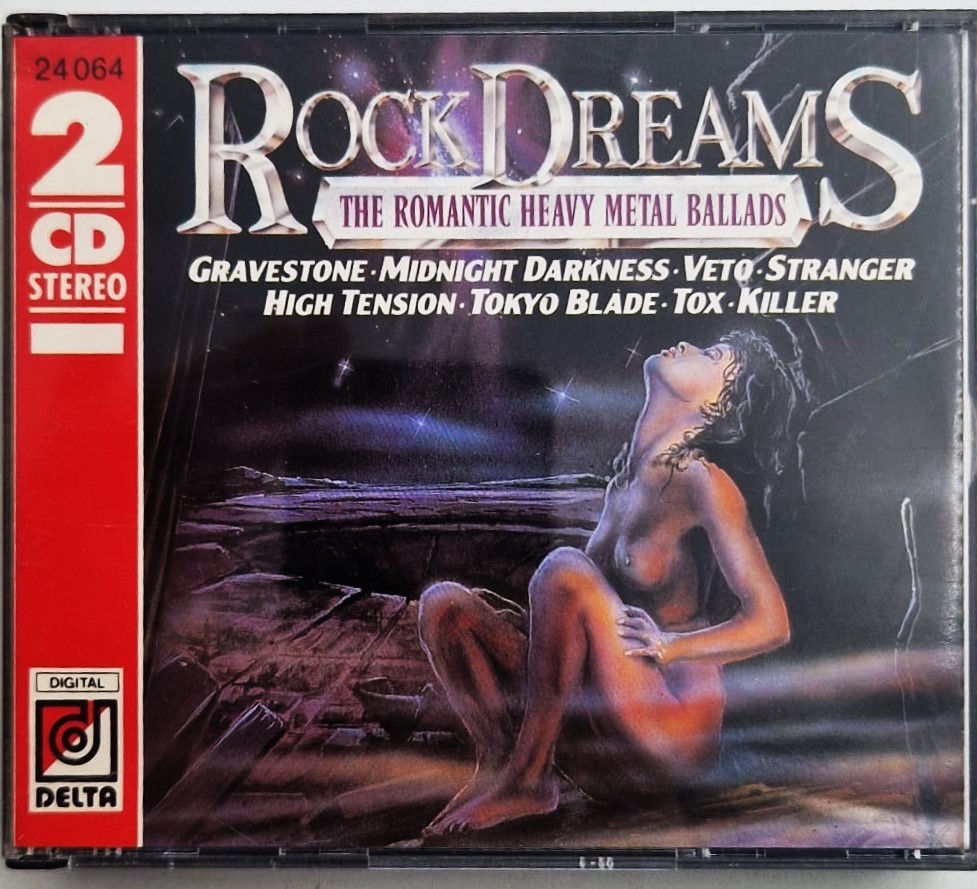 24 064
2
CD
STEREO
ROCK DREAMS
THE ROMANTIC HEAVY METAL BALLADS
GRAVESTONE · MIDNIGHT DARKNESS · VETO · STRANGER
HIGH TENSION · TOKYO BLADE · TOX · KILLER
DIGITAL
DELTA